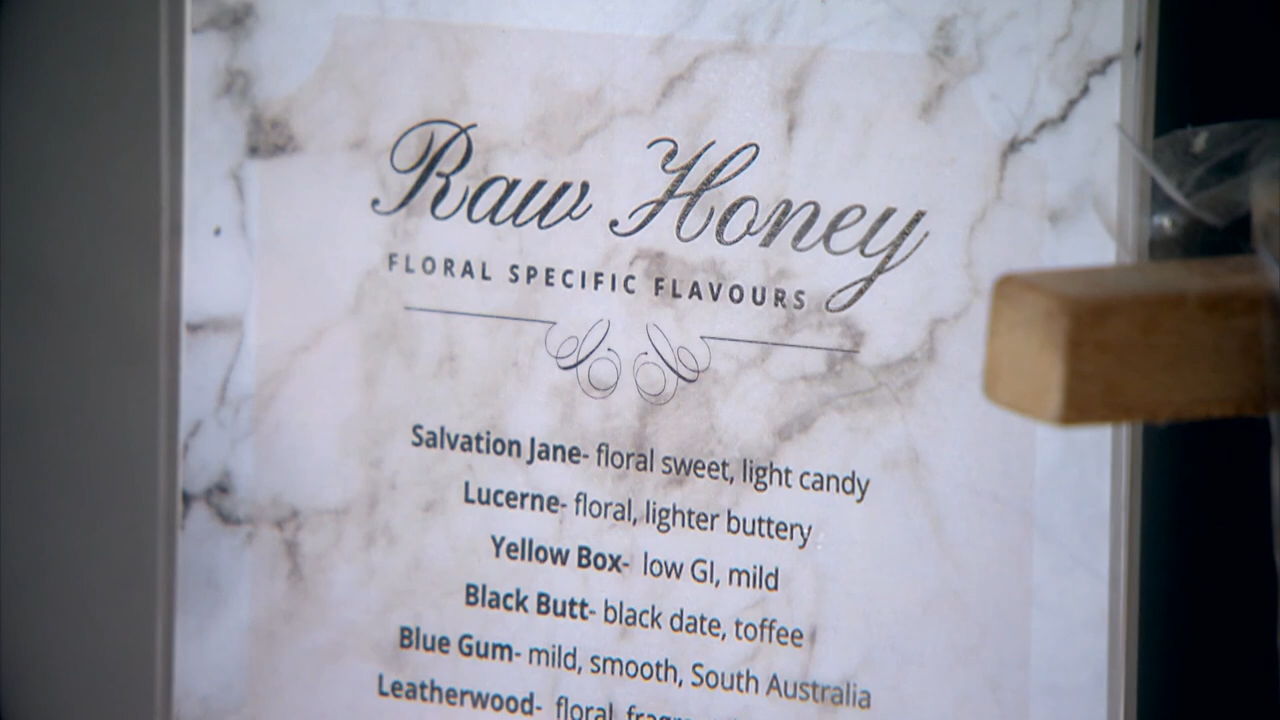 Raw Honey
FLORAL SPECIFIC FLAVOURS
Salvation Jane- floral sweet, light candy
Lucerne- floral, lighter buttery
Yellow Box- low GI, mild
Black Butt- black date, toffee
Blue Gum- mild, smooth, South Australia
Leatherwood- floral